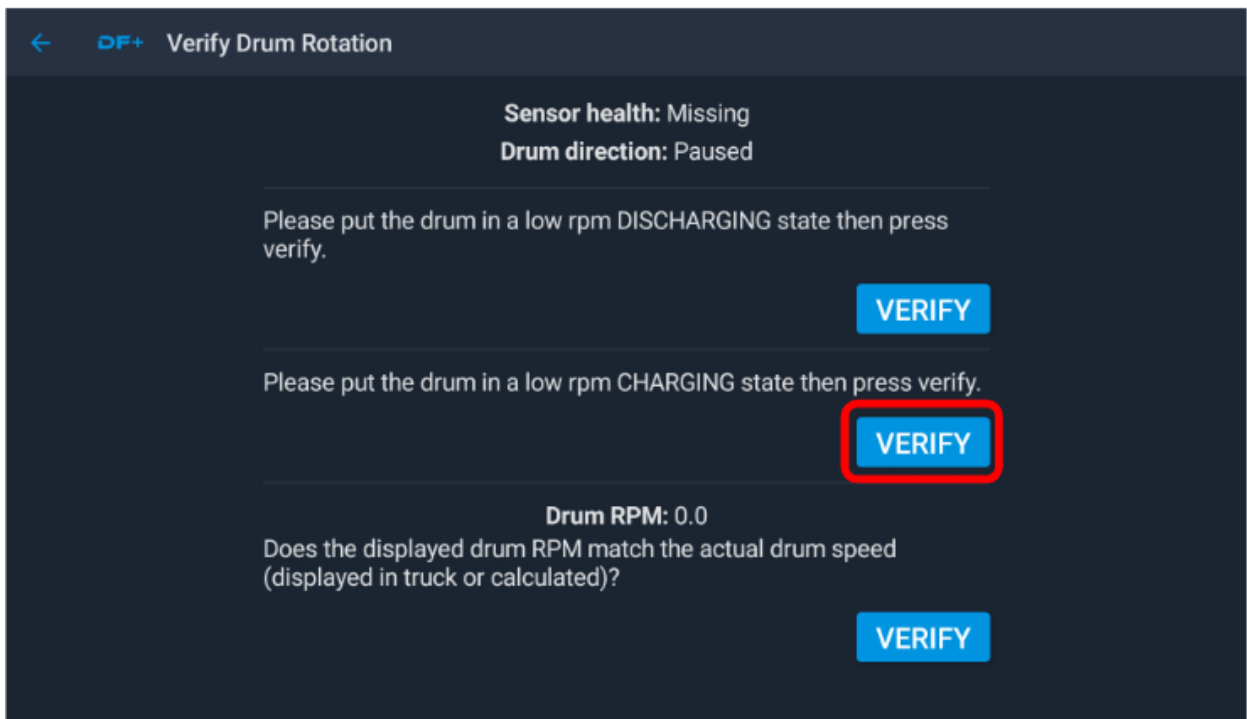 DF+ Verify Drum Rotation
Sensor health: Missing
Drum direction: Paused
Please put the drum in a low rpm DISCHARGING state then press
verify.
VERIFY
Please put the drum in a low rpm CHARGING state then press verify.
VERIFY
Drum RPM: 0.0
Does the displayed drum RPM match the actual drum speed
(displayed in truck or calculated)?
VERIFY